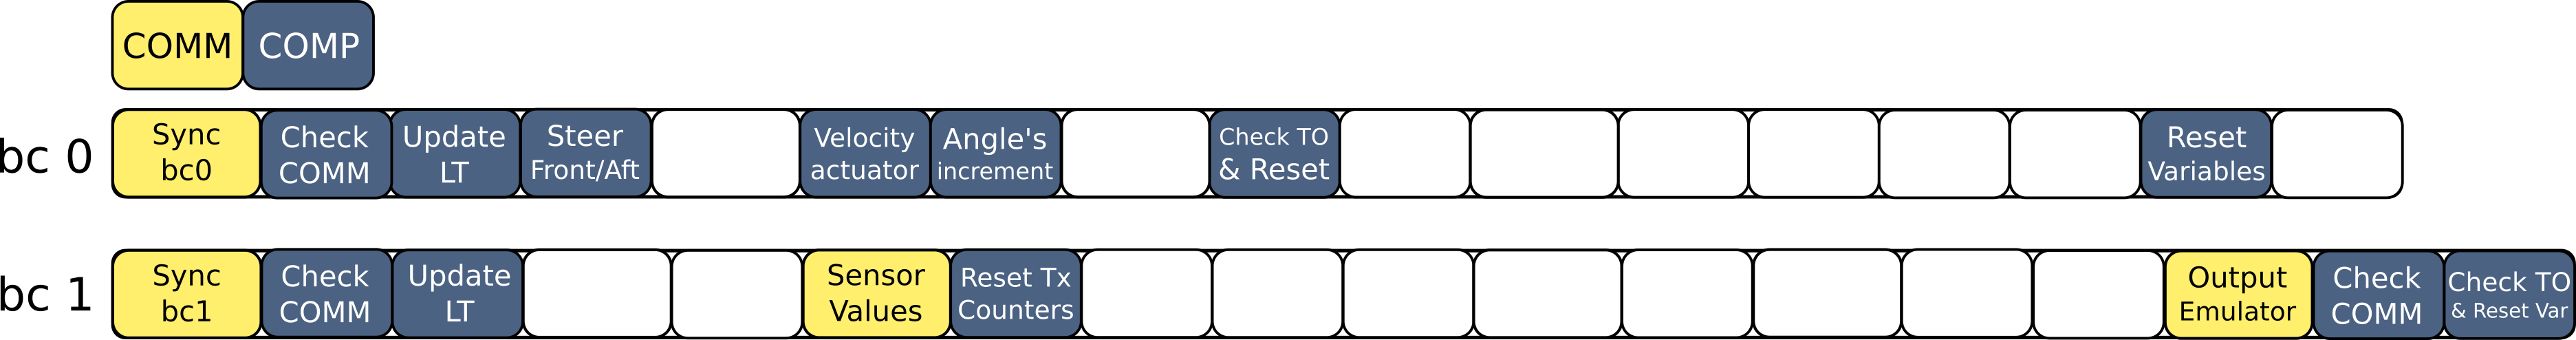 COMM COMP
bc 0
Sync
bc0
Check
COMM
Update
LT
Steer
Front/Aft
Velocity
actuator
Angle's
increment
Check TO
& Reset
Reset
Variables
bc 1
Sync
bc1
Check
COMM
Update
LT
Sensor
Values
Reset Tx
Counters
Output
Emulator
Check
COMM
Check TO
& Reset Var